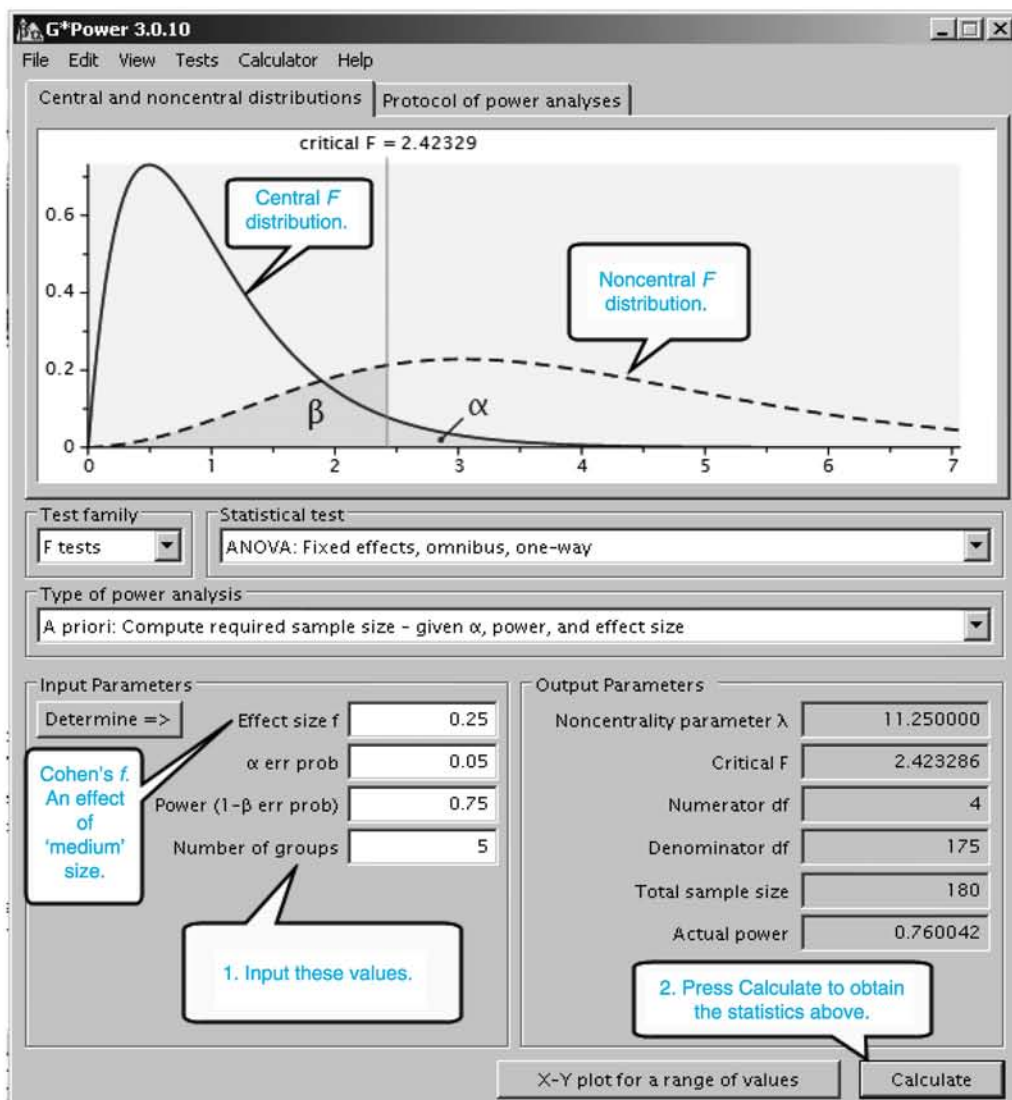 G*Power 3.0.10
File Edit View Tests Calculator Help
Central and noncentral distributions
Protocol of power analyses
critical F = 2.42329
Central F
distribution.
Noncentral F
distribution.
0.6
0.4
0.2
0
β
α
0 1 2 3 4 5 6 7
Test family
F tests
Statistical test
ANOVA: Fixed effects, omnibus, one-way
Type of power analysis
A priori: Compute required sample size - given α, power, and effect size
Input Parameters
Determine =>
Effect size f 0.25
α err prob 0.05
Power (1-β err prob) 0.75
Number of groups 5
Cohen's f.
An effect
of
'medium'
size.
1. Input these values.
Output Parameters
Noncentrality parameter λ 11.250000
Critical F 2.423286
Numerator df 4
Denominator df 175
Total sample size 180
Actual power 0.760042
2. Press Calculate to obtain
the statistics above.
X-Y plot for a range of values
Calculate